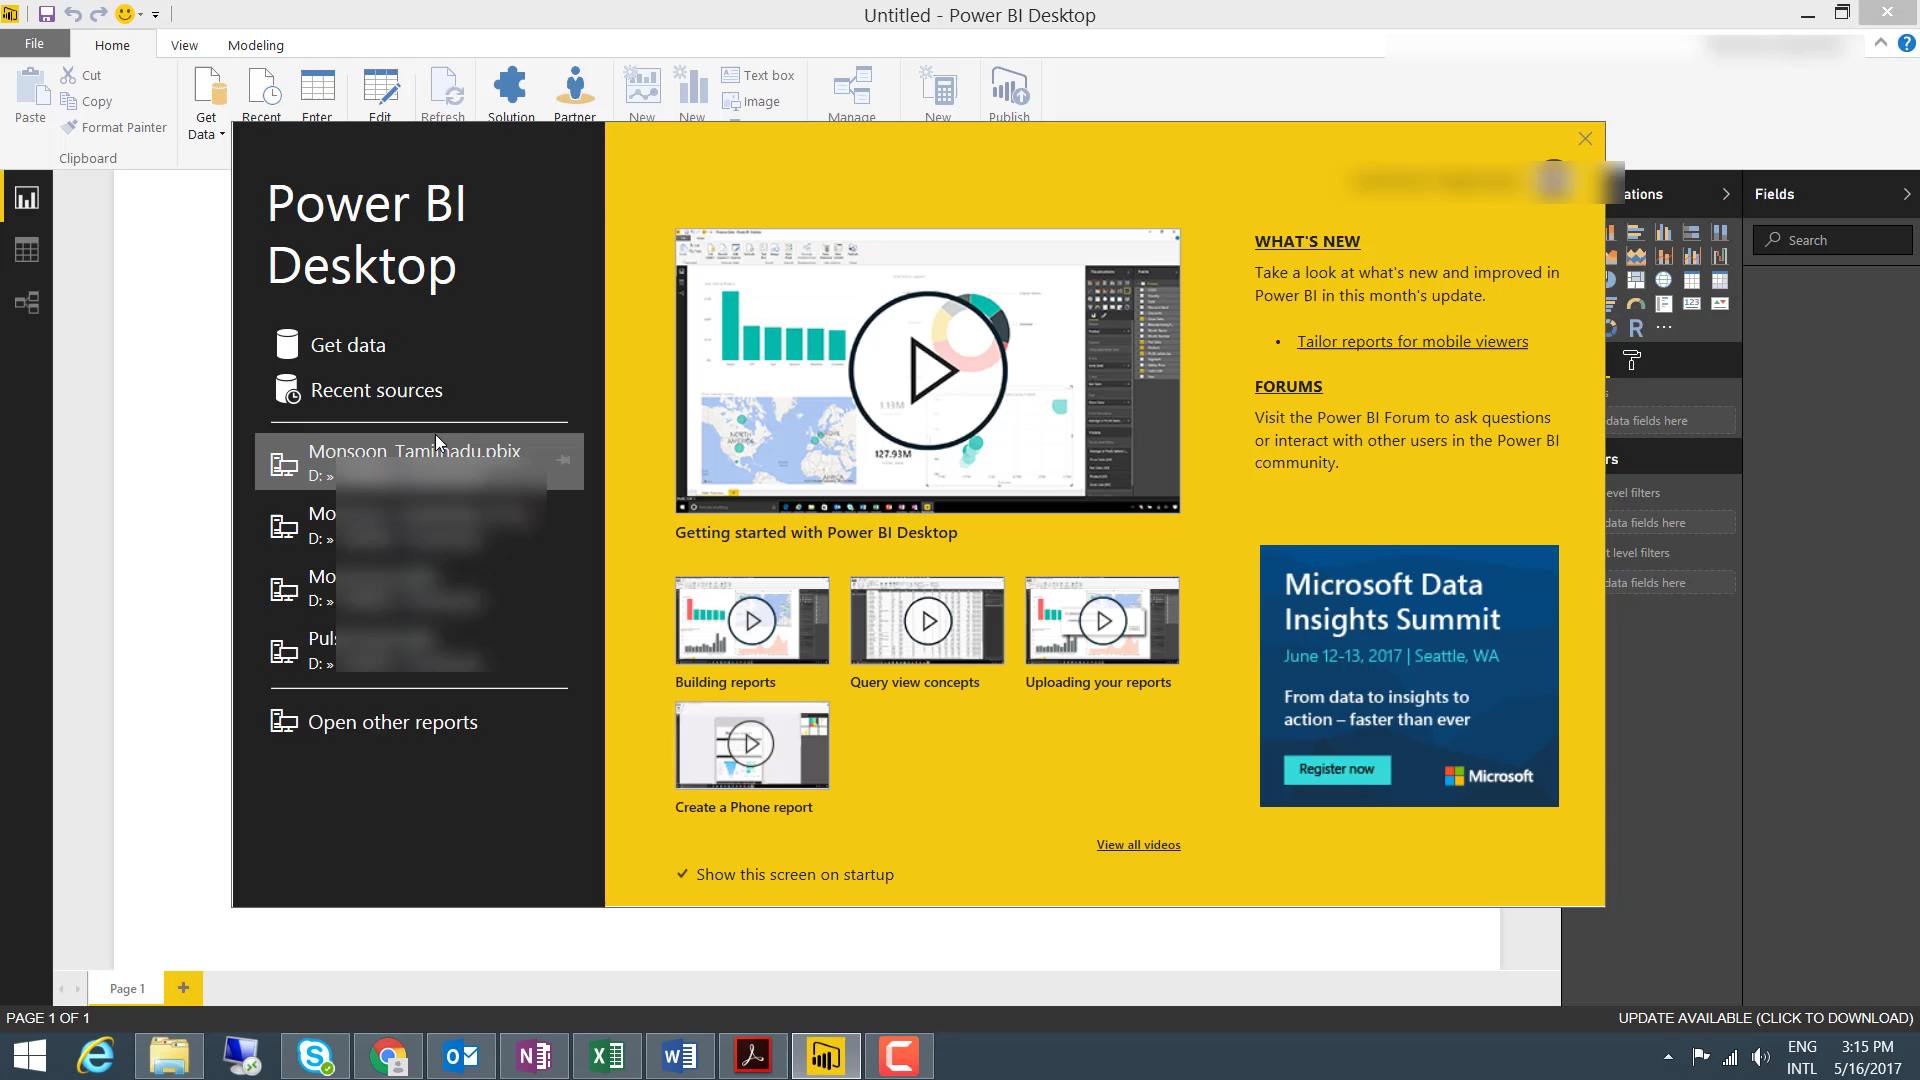 Untitled - Power BI Desktop
File
Home
View
Modeling
Paste
Cut
Copy
Format Painter
Clipboard
Get
Data
Recent
Enter
Edit
Refresh
Solution
Partner
New
New
Text box
Image
Manage
New
Publish
Power BI
Desktop
Get data
Recent sources
Monsoon_Tamilnadu.pbix
D: »
Mo
D: »
Mo
D: »
Puls
D: »
Open other reports
Getting started with Power BI Desktop
Building reports
Query view concepts
Uploading your reports
Create a Phone report
View all videos
Show this screen on startup
WHAT'S NEW
Take a look at what's new and improved in
Power BI in this month's update.
• Tailor reports for mobile viewers
FORUMS
Visit the Power BI Forum to ask questions
or interact with other users in the Power BI
community.
Microsoft Data
Insights Summit
June 12-13, 2017 | Seattle, WA
From data to insights to
action – faster than ever
Register now
Microsoft
ations
Fields
Search
data fields here
rs
evel filters
data fields here
t level filters
data fields here
Page 1
PAGE 1 OF 1
UPDATE AVAILABLE (CLICK TO DOWNLOAD)
ENG
INTL
3:15 PM
5/16/2017